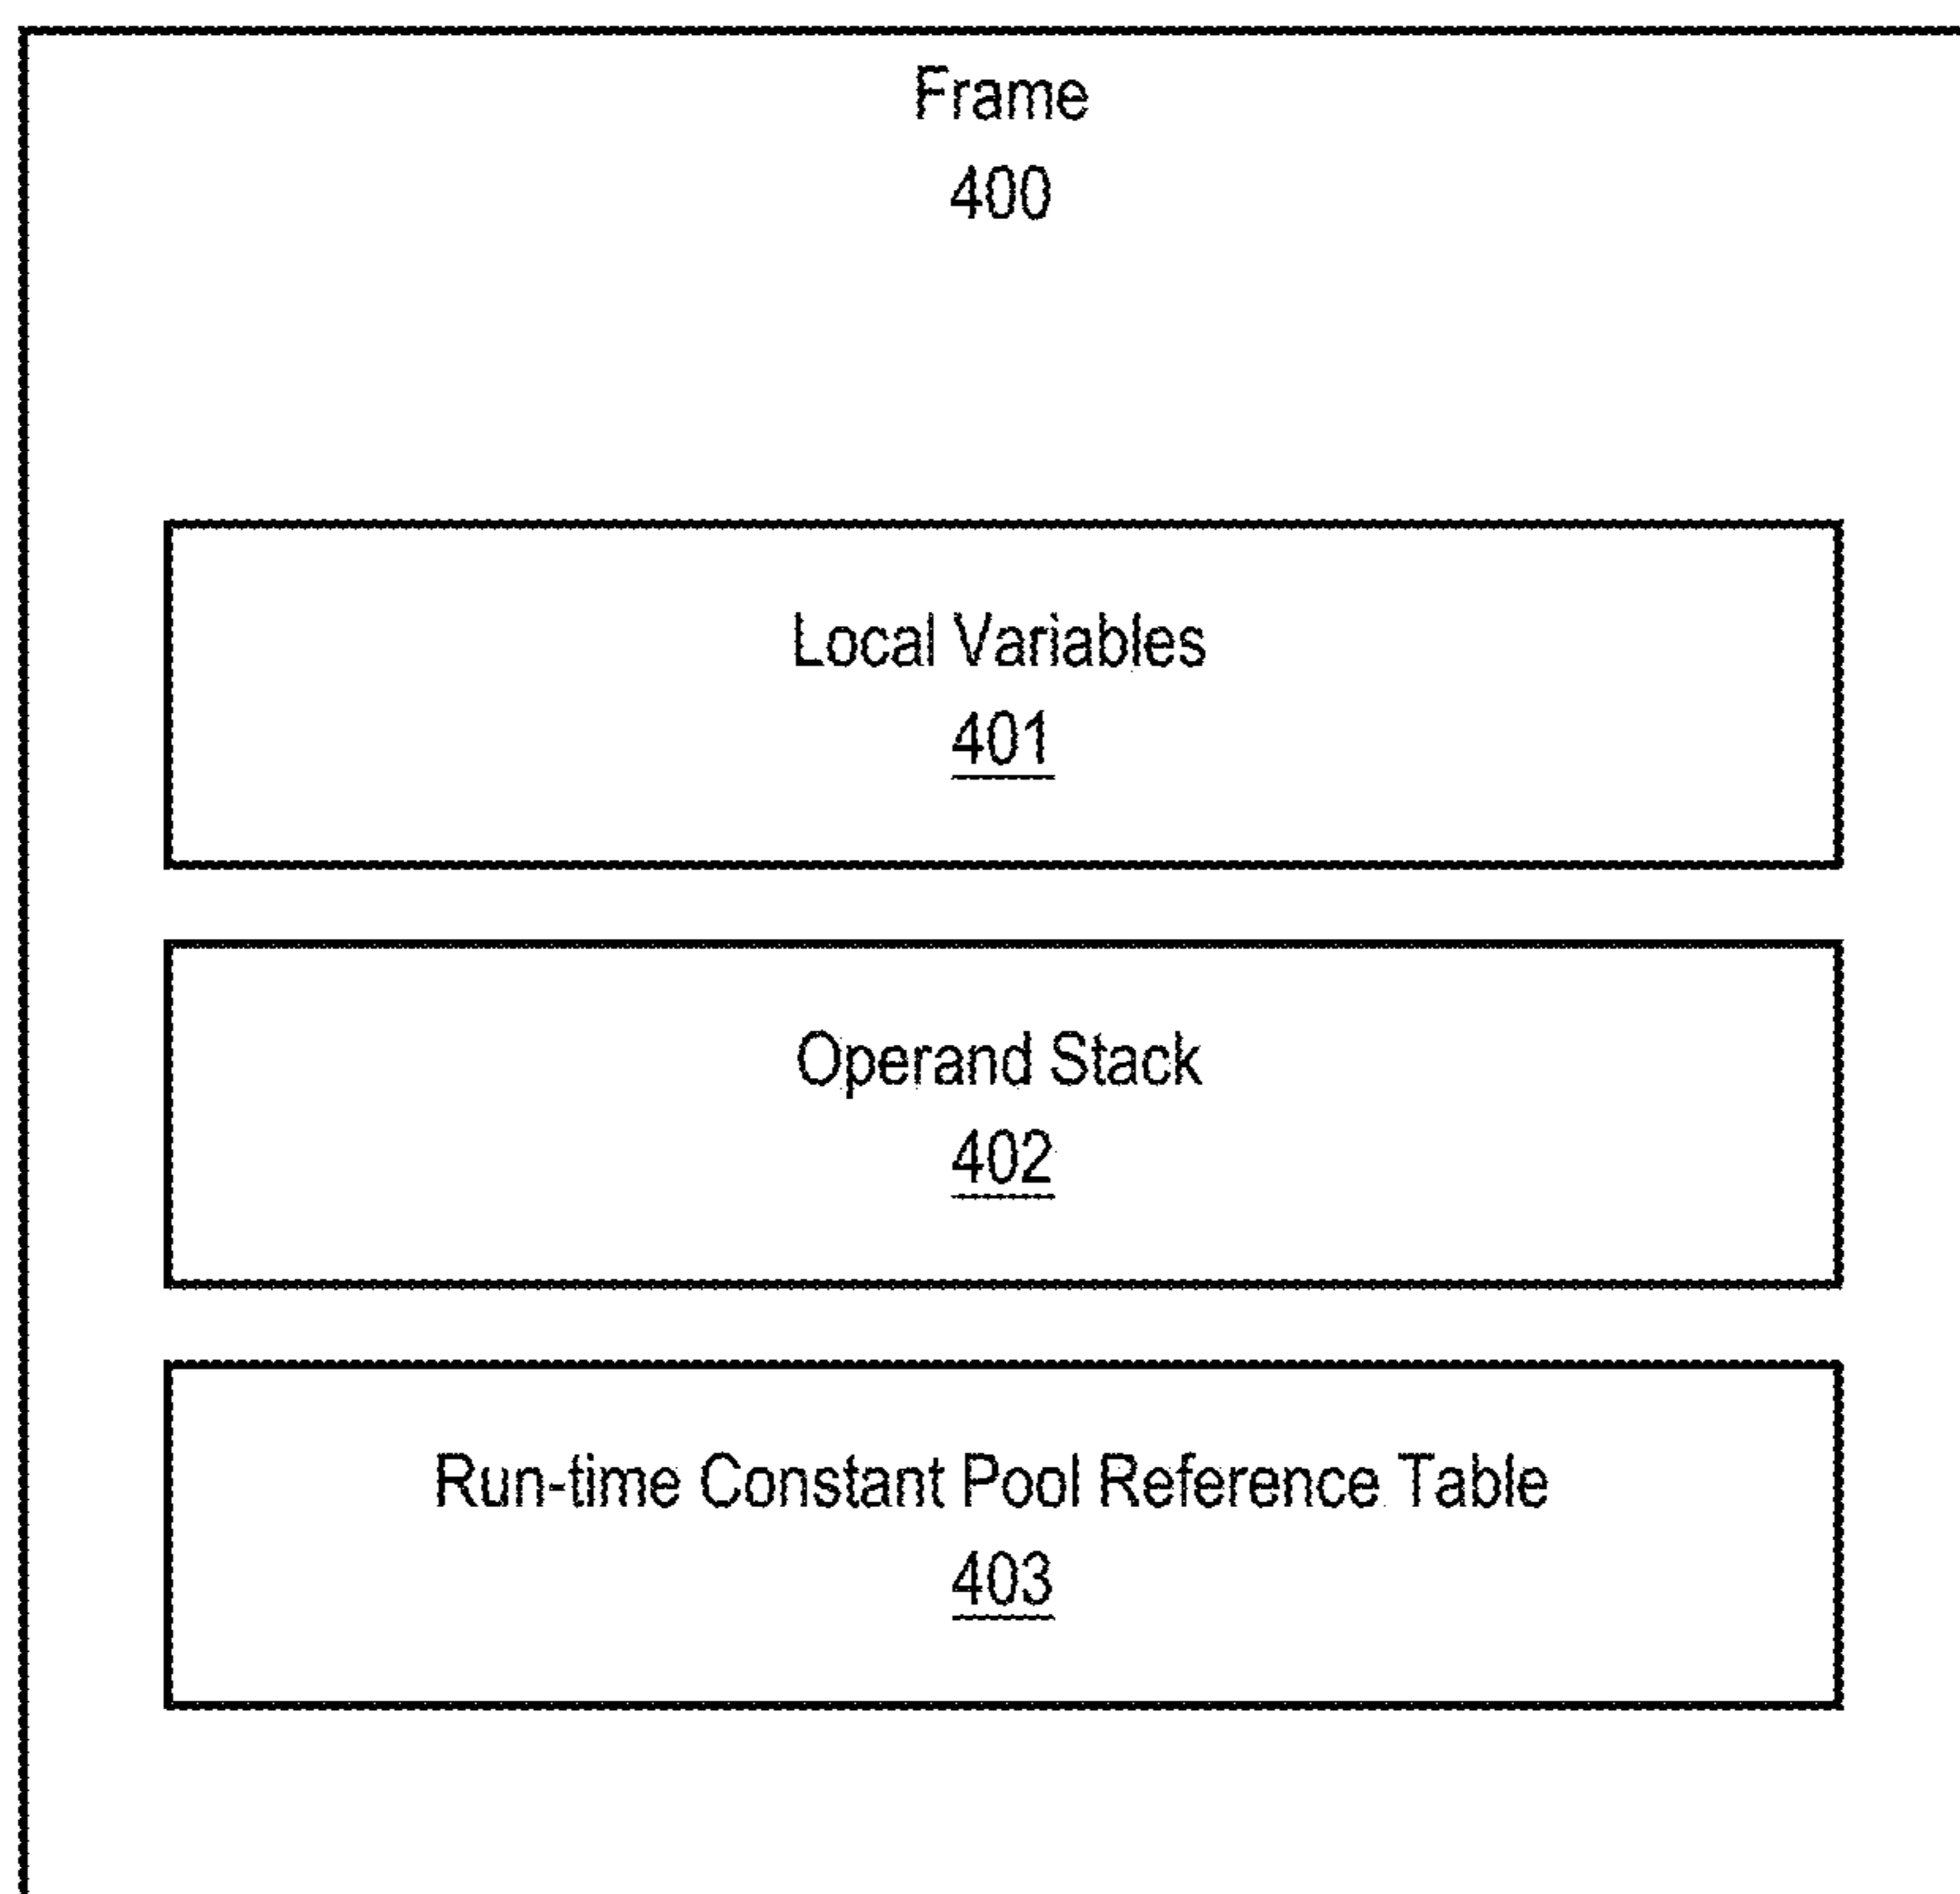 Frame
400
Local Variables
401
Operand Stack
402
Run-time Constant Pool Reference Table
403